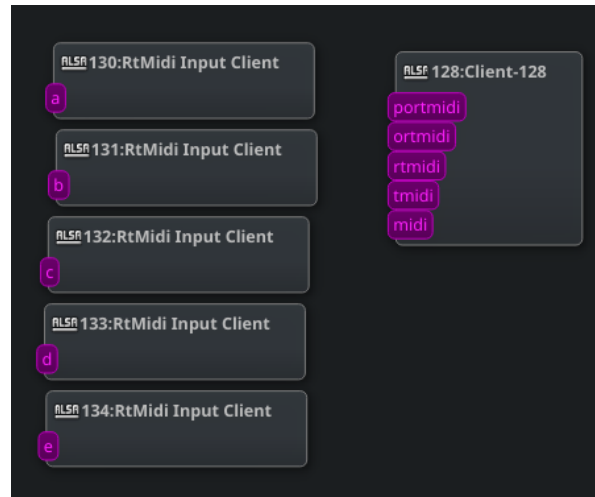 ALSA 130:RtMidi Input Client
a
ALSA 131:RtMidi Input Client
b
ALSA 132:RtMidi Input Client
c
ALSA 133:RtMidi Input Client
d
ALSA 134:RtMidi Input Client
e
ALSA 128:Client-128
portmidi
ortmidi
rtmidi
tmidi
midi